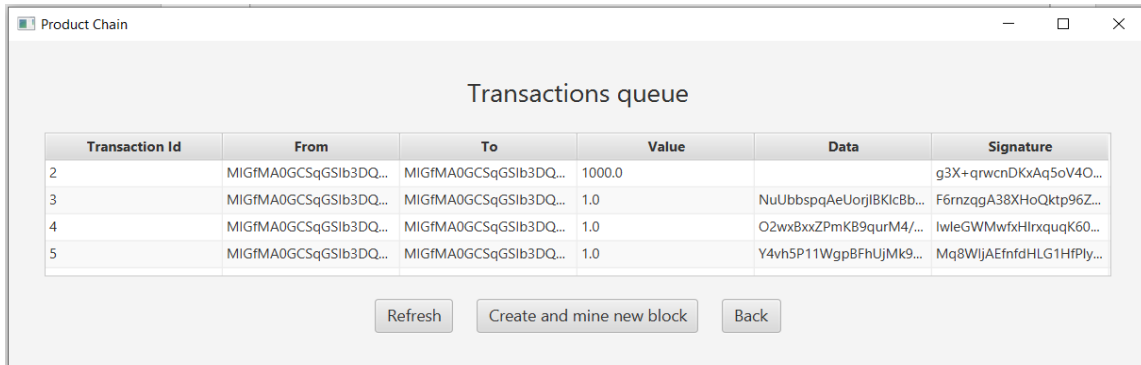 Product Chain
Transactions queue
Transaction Id From To Value Data Signature
2 MIGfMA0GCSqGSIb3DQ... MIGfMA0GCSqGSIb3DQ... 1000.0 g3X+qrwcnDKxAq5oV4O...
3 MIGfMA0GCSqGSIb3DQ... MIGfMA0GCSqGSIb3DQ... 1.0 NuUbbspqAeUorjIBKIcBb... F6rnzqgA38XHoQktp96Z...
4 MIGfMA0GCSqGSIb3DQ... MIGfMA0GCSqGSIb3DQ... 1.0 O2wxBxxZPmKB9qurM4/... IwIeGWMwfxHIrxquqK60...
5 MIGfMA0GCSqGSIb3DQ... MIGfMA0GCSqGSIb3DQ... 1.0 Y4vh5P11WgpBFhUjMk9... Mq8WIjAEfnfdHLG1HfPIy...
Refresh Create and mine new block Back